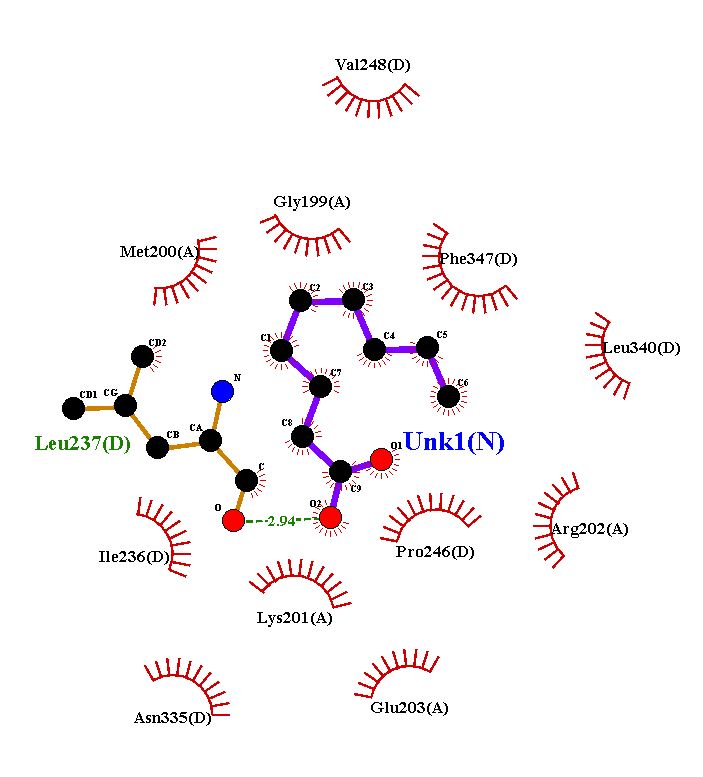 Val248(D)
Gly199(A)
Met200(A)
Phe347(D)
C2
C3
C1
C4
C5
Leu340(D)
CD2
C7
C6
N
CD1
CG
C8
CB
CA
O1
Leu237(D)
Unk1(N)
C
C9
O
O2
2.94
Arg202(A)
Pro246(D)
Ile236(D)
Lys201(A)
Glu203(A)
Asn335(D)